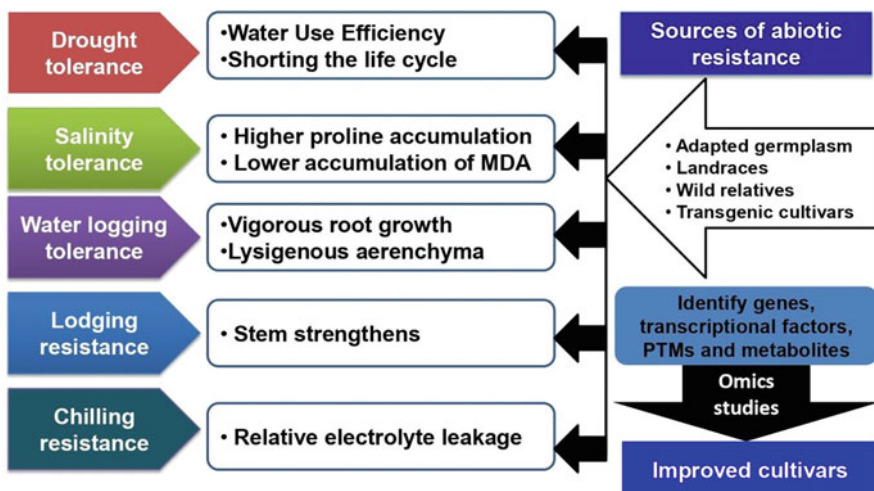 Drought
tolerance
•Water Use Efficiency
•Shorting the life cycle
Salinity
tolerance
• Higher proline accumulation
• Lower accumulation of MDA
Water logging
tolerance
•Vigorous root growth
•Lysigenous aerenchyma
Lodging
resistance
• Stem strengthens
Chilling
resistance
• Relative electrolyte leakage
Sources of abiotic
resistance
• Adapted germplasm
• Landraces
• Wild relatives
• Transgenic cultivars
Identify genes,
transcriptional factors,
PTMs and metabolites
Omics
studies
Improved cultivars